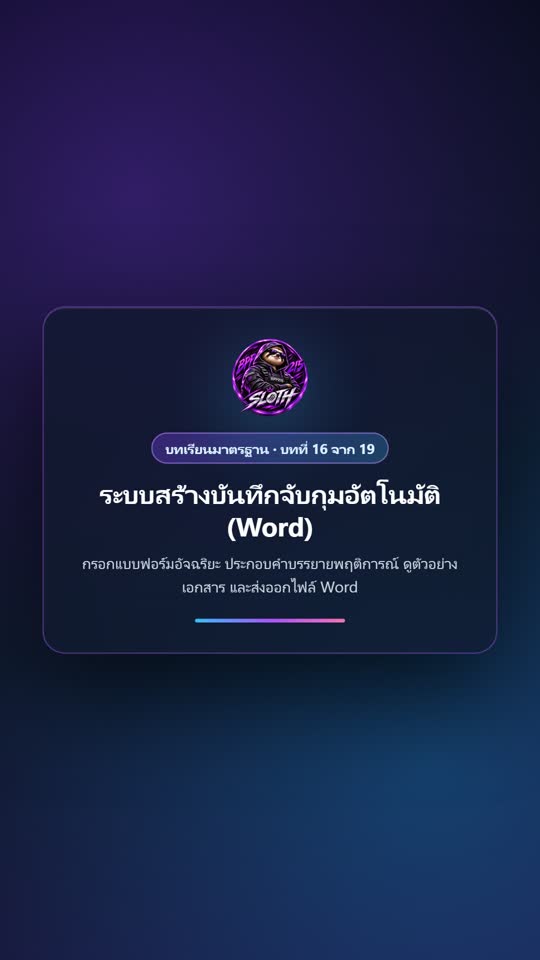 SLOTH
บทเรียนมาตรฐาน · บทที่ 16 จาก 19
ระบบสร้างบันทึกจับกุมอัตโนมัติ
(Word)
กรอกแบบฟอร์มอัจฉริยะ ประกอบคำบรรยายพฤติการณ์ ดูตัวอย่าง
เอกสาร และส่งออกไฟล์ Word